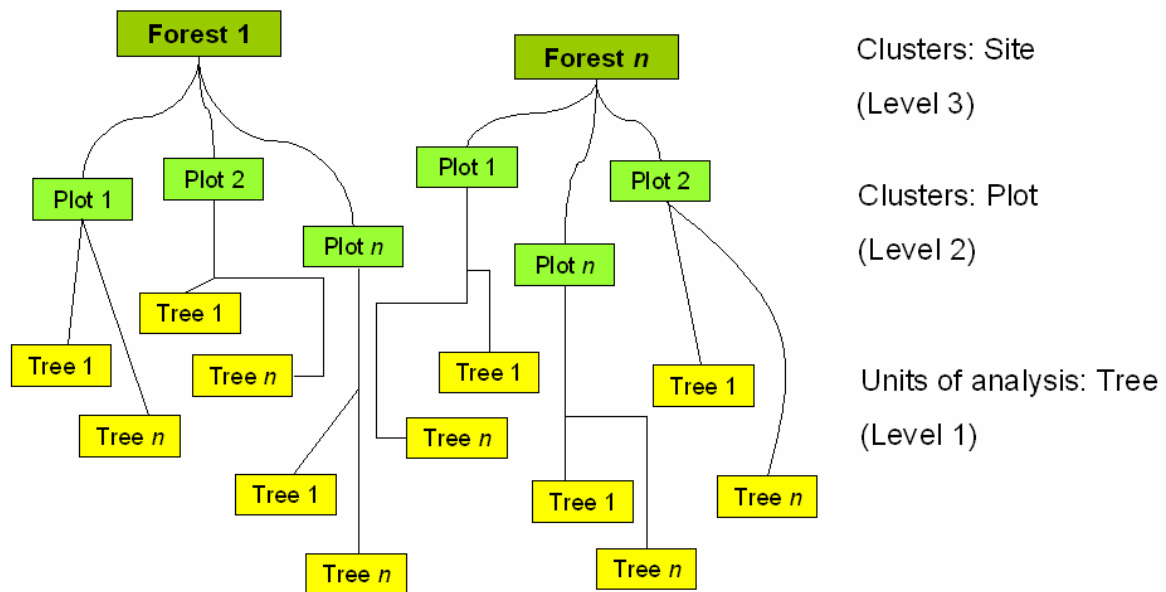 Forest 1
Forest n
Clusters: Site
(Level 3)
Plot 1
Plot 2
Plot n
Plot 1
Plot n
Plot 2
Clusters: Plot
(Level 2)
Tree 1
Tree n
Tree 1
Tree n
Tree 1
Tree n
Tree 1
Tree n
Tree 1
Tree n
Tree 1
Tree n
Units of analysis: Tree
(Level 1)